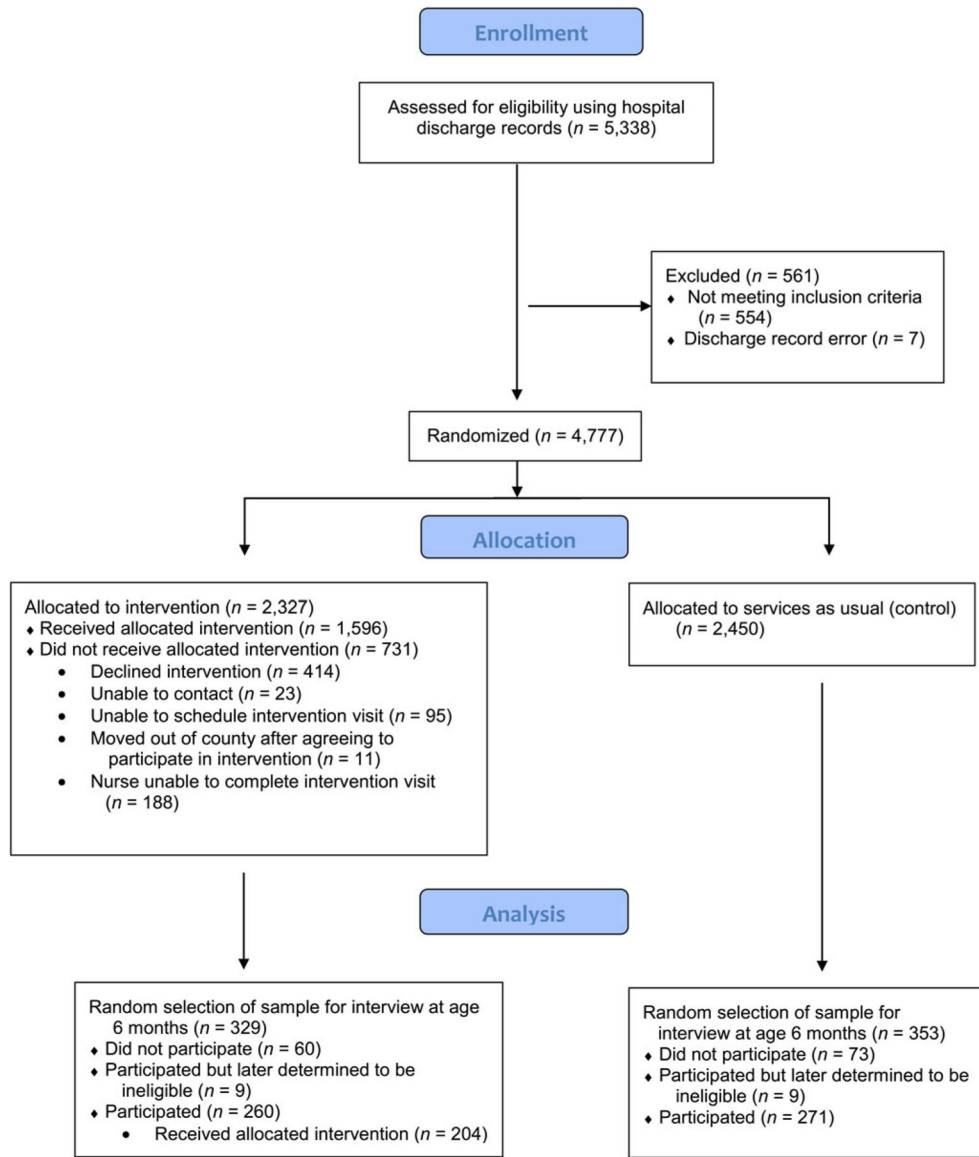 Enrollment
Assessed for eligibility using hospital
discharge records (n = 5,338)
Excluded (n = 561)
♦ Not meeting inclusion criteria
(n = 554)
♦ Discharge record error (n = 7)
Randomized (n = 4,777)
Allocation
Allocated to intervention (n = 2,327)
♦ Received allocated intervention (n = 1,596)
♦ Did not receive allocated intervention (n = 731)
• Declined intervention (n = 414)
• Unable to contact (n = 23)
• Unable to schedule intervention visit (n = 95)
• Moved out of county after agreeing to
participate in intervention (n = 11)
• Nurse unable to complete intervention visit
(n = 188)
Allocated to services as usual (control)
(n = 2,450)
Analysis
Random selection of sample for interview at age
6 months (n = 329)
♦ Did not participate (n = 60)
♦ Participated but later determined to be
ineligible (n = 9)
♦ Participated (n = 260)
• Received allocated intervention (n = 204)
Random selection of sample for
interview at age 6 months (n = 353)
♦ Did not participate (n = 73)
♦ Participated but later determined to be
ineligible (n = 9)
♦ Participated (n = 271)